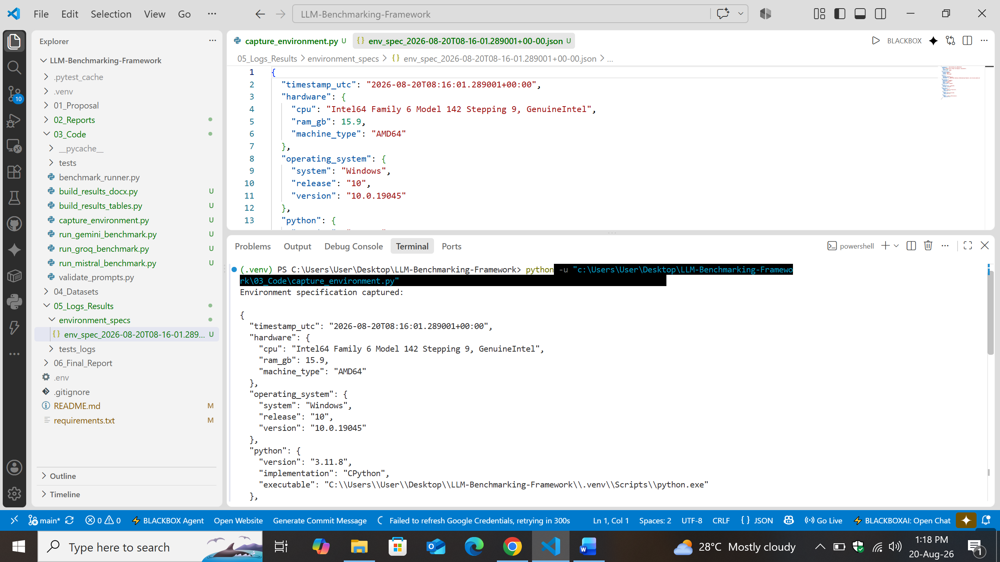 File Edit Selection View Go ...
LLM-Benchmarking-Framework
Explorer
LLM-Benchmarking-Framework
.pytest_cache
.venv
01_Proposal
02_Reports
03_Code
__pycache__
tests
benchmark_runner.py
build_results_docx.py U
build_results_tables.py U
capture_environment.py U
run_gemini_benchmark.py U
run_groq_benchmark.py U
run_mistral_benchmark.py U
validate_prompts.py
04_Datasets
05_Logs_Results
environment_specs
env_spec_2026-08-20T08-16-01.289... U
tests_logs
06_Final_Report
.env
.gitignore
README.md M
requirements.txt M
Outline
Timeline
10
capture_environment.py U
env_spec_2026-08-20T08-16-01.289001+00-00.json U
BLACKBOX
05_Logs_Results > environment_specs > {} env_spec_2026-08-20T08-16-01.289001+00-00.json > ...
1 {
2 "timestamp_utc": "2026-08-20T08:16:01.289001+00:00",
3 "hardware": {
4 "cpu": "Intel64 Family 6 Model 142 Stepping 9, GenuineIntel",
5 "ram_gb": 15.9,
6 "machine_type": "AMD64"
7 },
8 "operating_system": {
9 "system": "Windows",
10 "release": "10",
11 "version": "10.0.19045"
12 },
13 "python": {
Problems Output Debug Console Terminal Ports
powershell
(.venv) PS C:\Users\User\Desktop\LLM-Benchmarking-Framework> python -u "c:\Users\User\Desktop\LLM-Benchmarking-Framewo
rk\03_Code\capture_environment.py"
Environment specification captured:
{
"timestamp_utc": "2026-08-20T08:16:01.289001+00:00",
"hardware": {
"cpu": "Intel64 Family 6 Model 142 Stepping 9, GenuineIntel",
"ram_gb": 15.9,
"machine_type": "AMD64"
},
"operating_system": {
"system": "Windows",
"release": "10",
"version": "10.0.19045"
},
"python": {
"version": "3.11.8",
"implementation": "CPython",
"executable": "C:\\Users\\User\\Desktop\\LLM-Benchmarking-Framework\\.venv\\Scripts\\python.exe"
},
main* 0 0 BLACKBOX Agent Open Website Generate Commit Message Failed to refresh Google Credentials, retrying in 300s Ln 1, Col 1 Spaces: 2 UTF-8 CRLF {} JSON Go Live BLACKBOXAI: Open Chat
Type here to search
28°C Mostly cloudy
1:18 PM
20-Aug-26
1